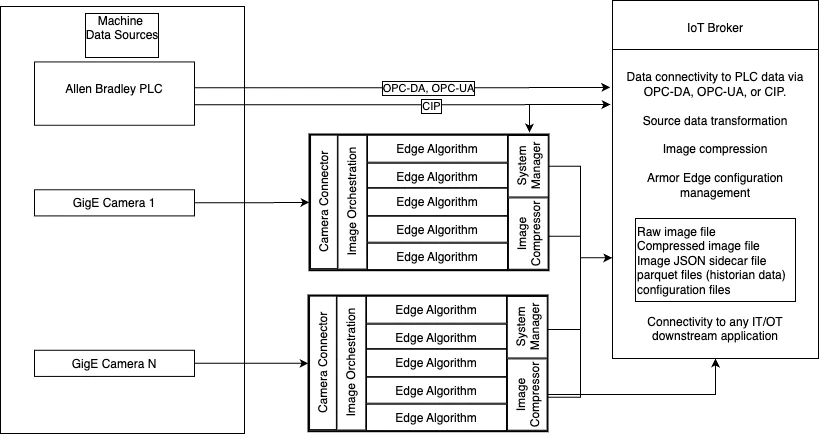 Machine
Data Sources
Allen Bradley PLC
GigE Camera 1
GigE Camera N
OPC-DA, OPC-UA
CIP
Camera Connector
Image Orchestration
Edge Algorithm
Edge Algorithm
Edge Algorithm
Edge Algorithm
Edge Algorithm
System
Manager
Image
Compressor
Camera Connector
Image Orchestration
Edge Algorithm
Edge Algorithm
Edge Algorithm
Edge Algorithm
Edge Algorithm
System
Manager
Image
Compressor
IoT Broker
Data connectivity to PLC data via
OPC-DA, OPC-UA, or CIP.
Source data transformation
Image compression
Armor Edge configuration
management
Raw image file
Compressed image file
Image JSON sidecar file
parquet files (historian data)
configuration files
Connectivity to any IT/OT
downstream application